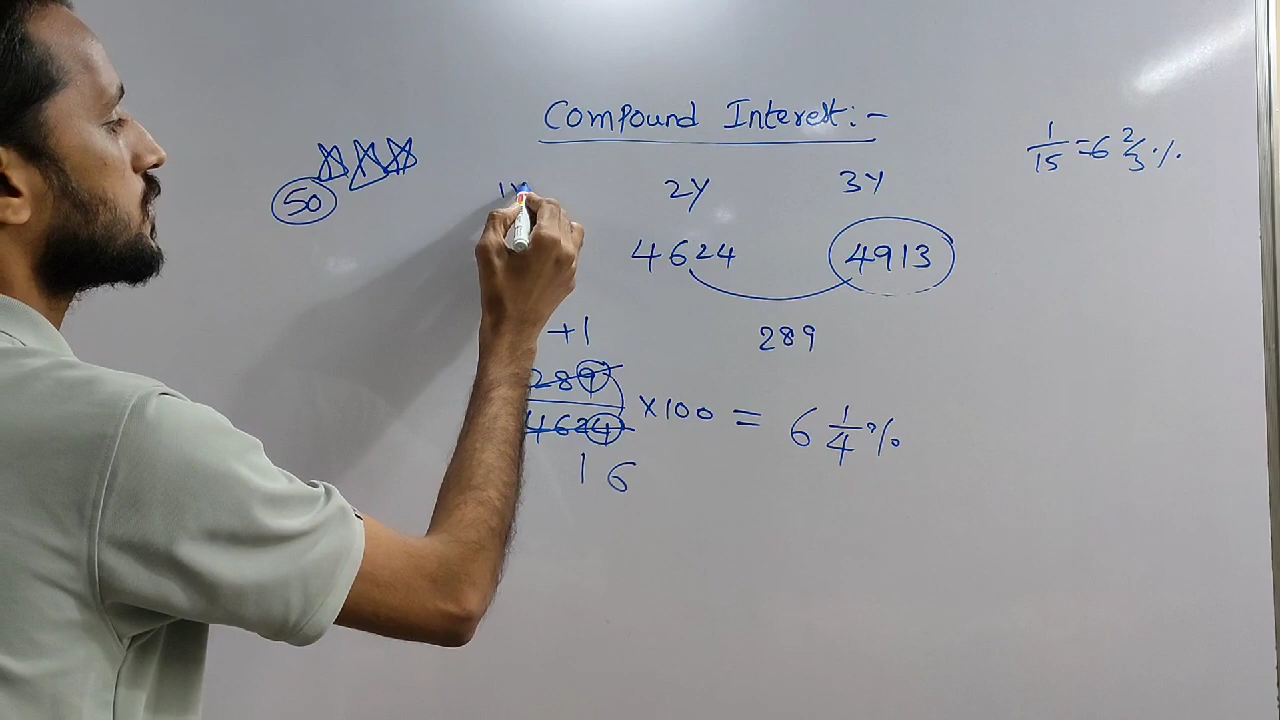 Compound Interest:-
1/15 = 6 2/3 %
50
1Y 2Y 3Y
4624 4913
+1 289
289/4624 ×100 = 6 1/4 %
16